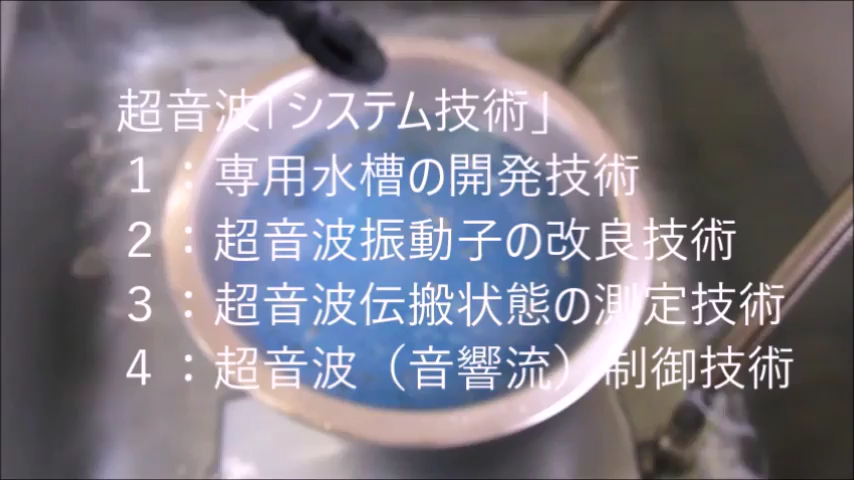 超音波「システム技術」
１：専用水槽の開発技術
２：超音波振動子の改良技術
３：超音波伝搬状態の測定技術
４：超音波（音響流）制御技術